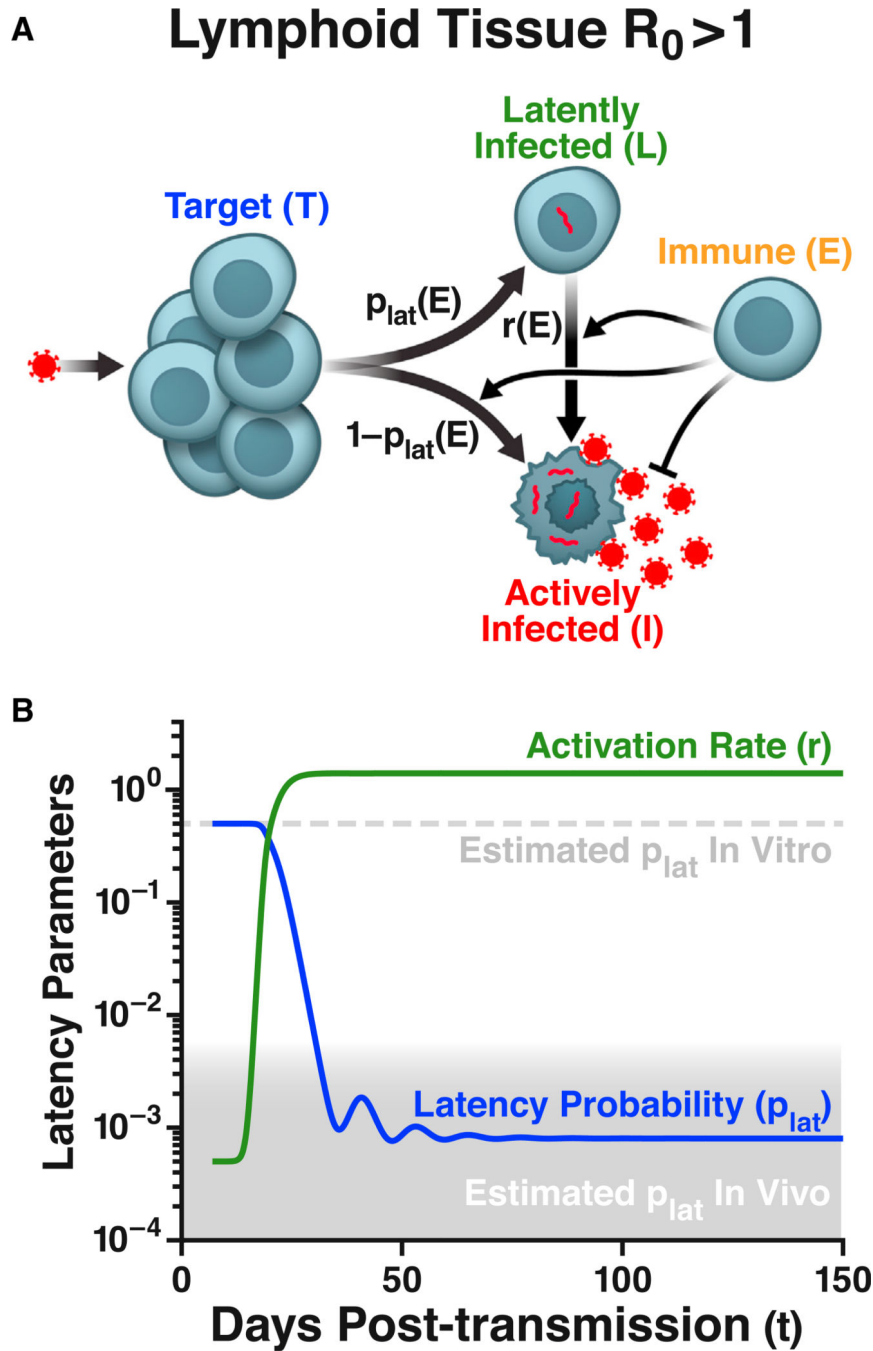 A
Lymphoid Tissue R₀>1
Latently
Infected (L)
Target (T)
Immune (E)
pₗₐₜ(E)
r(E)
1–pₗₐₜ(E)
Actively
Infected (I)
B
Activation Rate (r)
Estimated pₗₐₜ In Vitro
Latency Probability (pₗₐₜ)
Estimated pₗₐₜ In Vivo
Latency Parameters
10⁰
10⁻¹
10⁻²
10⁻³
10⁻⁴
0
50
100
150
Days Post-transmission (t)